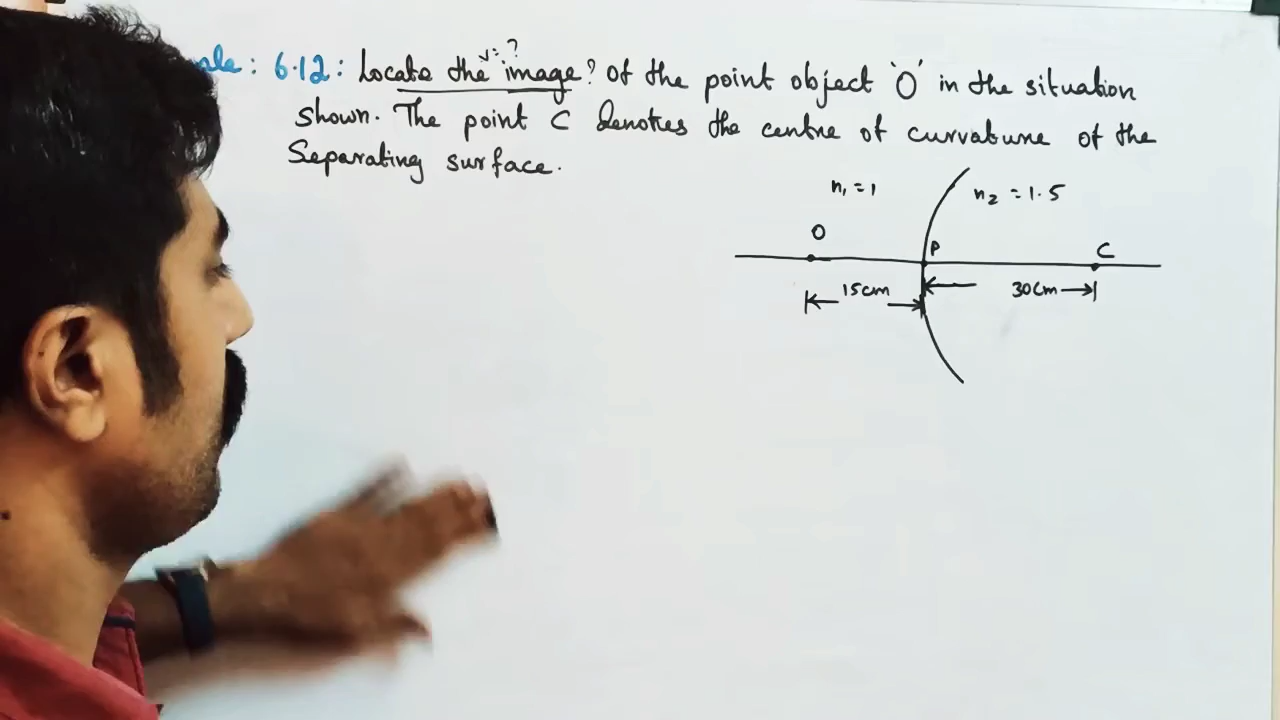 6.12: Locate the image? of the point object 'O' in the situation
v=?
shown. The point C denotes the centre of curvature of the
Separating surface.
n₁ = 1
n₂ = 1.5
O
P
C
15cm
30cm